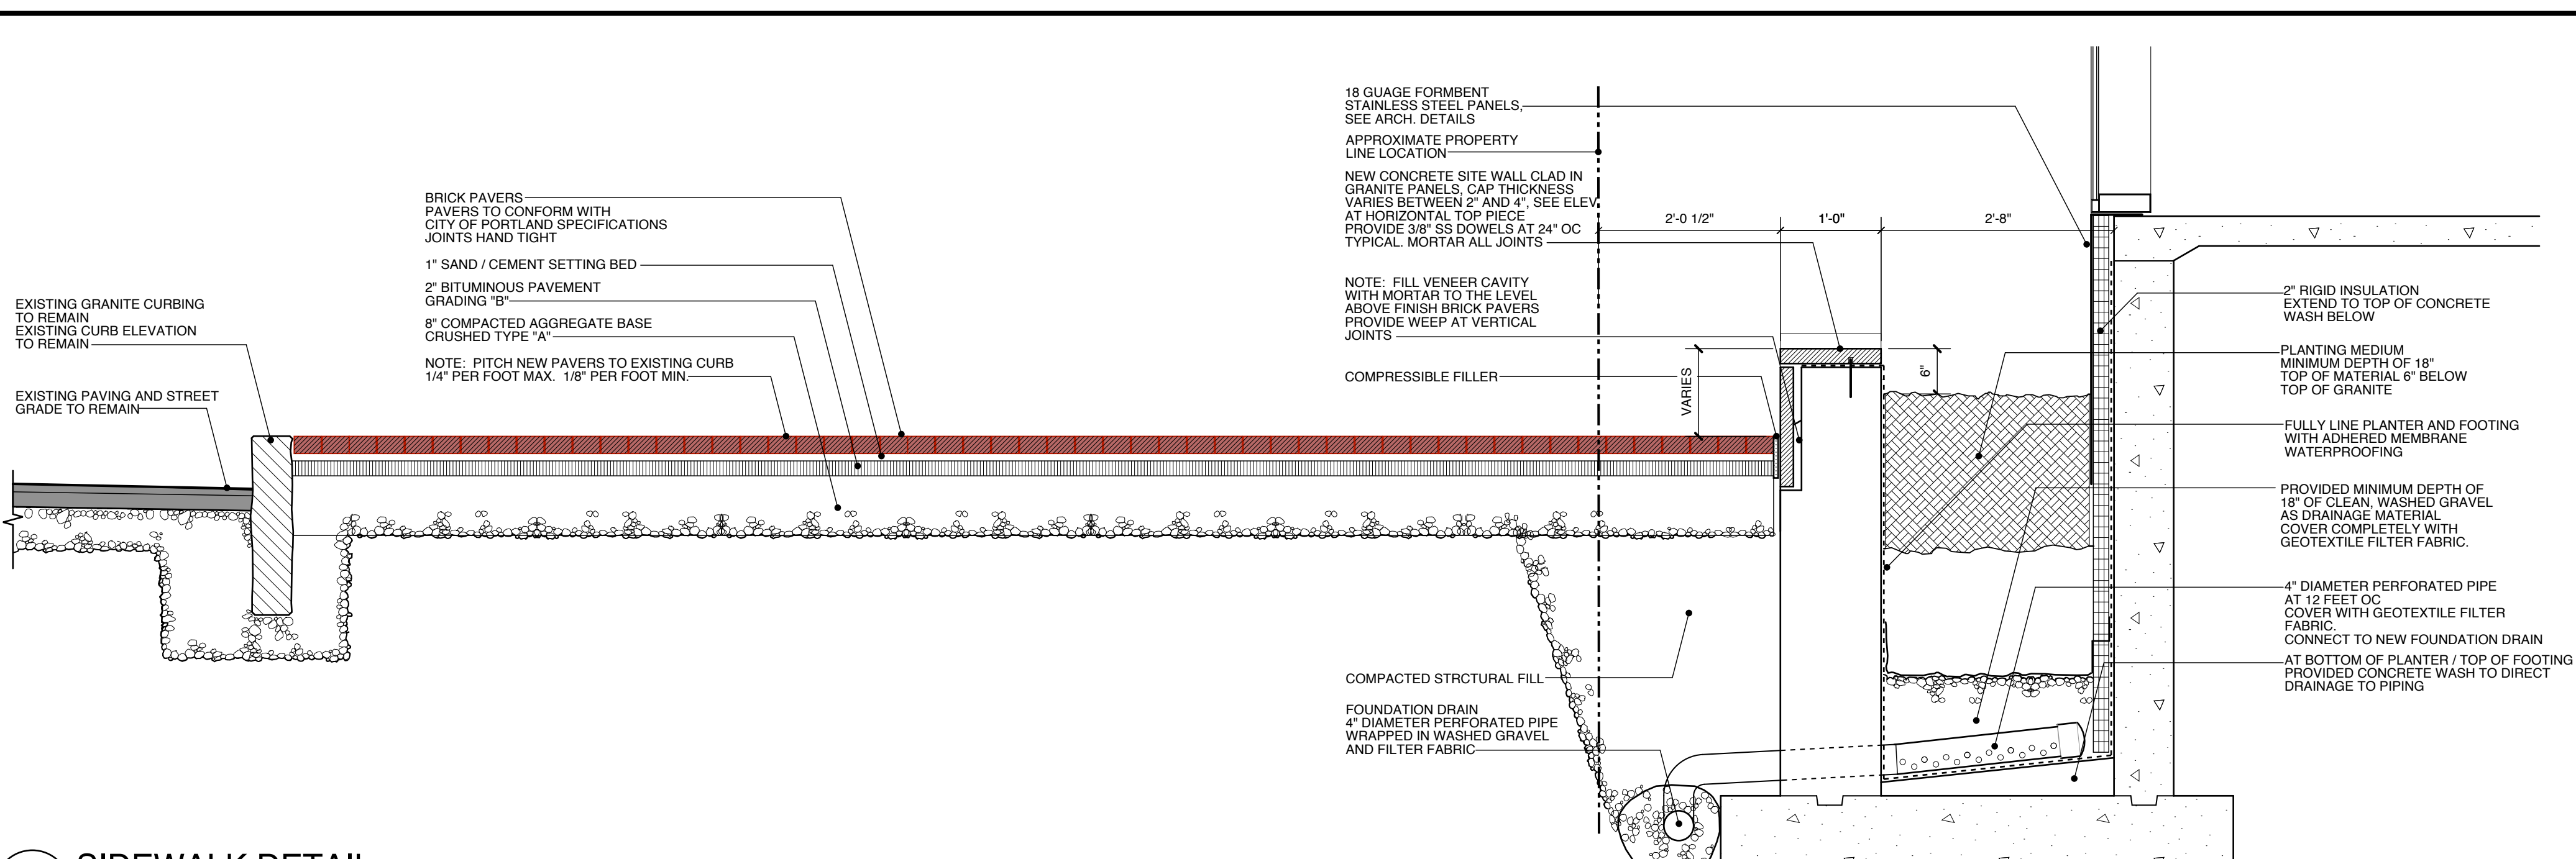 EXISTING GRANITE CURBING
TO REMAIN
EXISTING CURB ELEVATION
TO REMAIN
EXISTING PAVING AND STREET
GRADE TO REMAIN
BRICK PAVERS
PAVERS TO CONFORM WITH
CITY OF PORTLAND SPECIFICATIONS
JOINTS HAND TIGHT
1" SAND / CEMENT SETTING BED
2" BITUMINOUS PAVEMENT
GRADING "B"
8" COMPACTED AGGREGATE BASE
CRUSHED TYPE "A"
NOTE: PITCH NEW PAVERS TO EXISTING CURB
1/4" PER FOOT MAX. 1/8" PER FOOT MIN.
18 GUAGE FORMBENT
STAINLESS STEEL PANELS,
SEE ARCH. DETAILS
APPROXIMATE PROPERTY
LINE LOCATION
NEW CONCRETE SITE WALL CLAD IN
GRANITE PANELS, CAP THICKNESS
VARIES BETWEEN 2" AND 4", SEE ELEV
AT HORIZONTAL TOP PIECE
PROVIDE 3/8" SS DOWELS AT 24" OC
TYPICAL. MORTAR ALL JOINTS
NOTE: FILL VENEER CAVITY
WITH MORTAR TO THE LEVEL
ABOVE FINISH BRICK PAVERS
PROVIDE WEEP AT VERTICAL
JOINTS
COMPRESSIBLE FILLER
COMPACTED STRCTURAL FILL
FOUNDATION DRAIN
4" DIAMETER PERFORATED PIPE
WRAPPED IN WASHED GRAVEL
AND FILTER FABRIC
2'-0 1/2"
1'-0"
2'-8"
VARIES
6"
2" RIGID INSULATION
EXTEND TO TOP OF CONCRETE
WASH BELOW
PLANTING MEDIUM
MINIMUM DEPTH OF 18"
TOP OF MATERIAL 6" BELOW
TOP OF GRANITE
FULLY LINE PLANTER AND FOOTING
WITH ADHERED MEMBRANE
WATERPROOFING
PROVIDED MINIMUM DEPTH OF
18" OF CLEAN, WASHED GRAVEL
AS DRAINAGE MATERIAL
COVER COMPLETELY WITH
GEOTEXTILE FILTER FABRIC.
4" DIAMETER PERFORATED PIPE
AT 12 FEET OC
COVER WITH GEOTEXTILE FILTER
FABRIC.
CONNECT TO NEW FOUNDATION DRAIN
AT BOTTOM OF PLANTER / TOP OF FOOTING
PROVIDED CONCRETE WASH TO DIRECT
DRAINAGE TO PIPING
SIDEWALK DETAIL